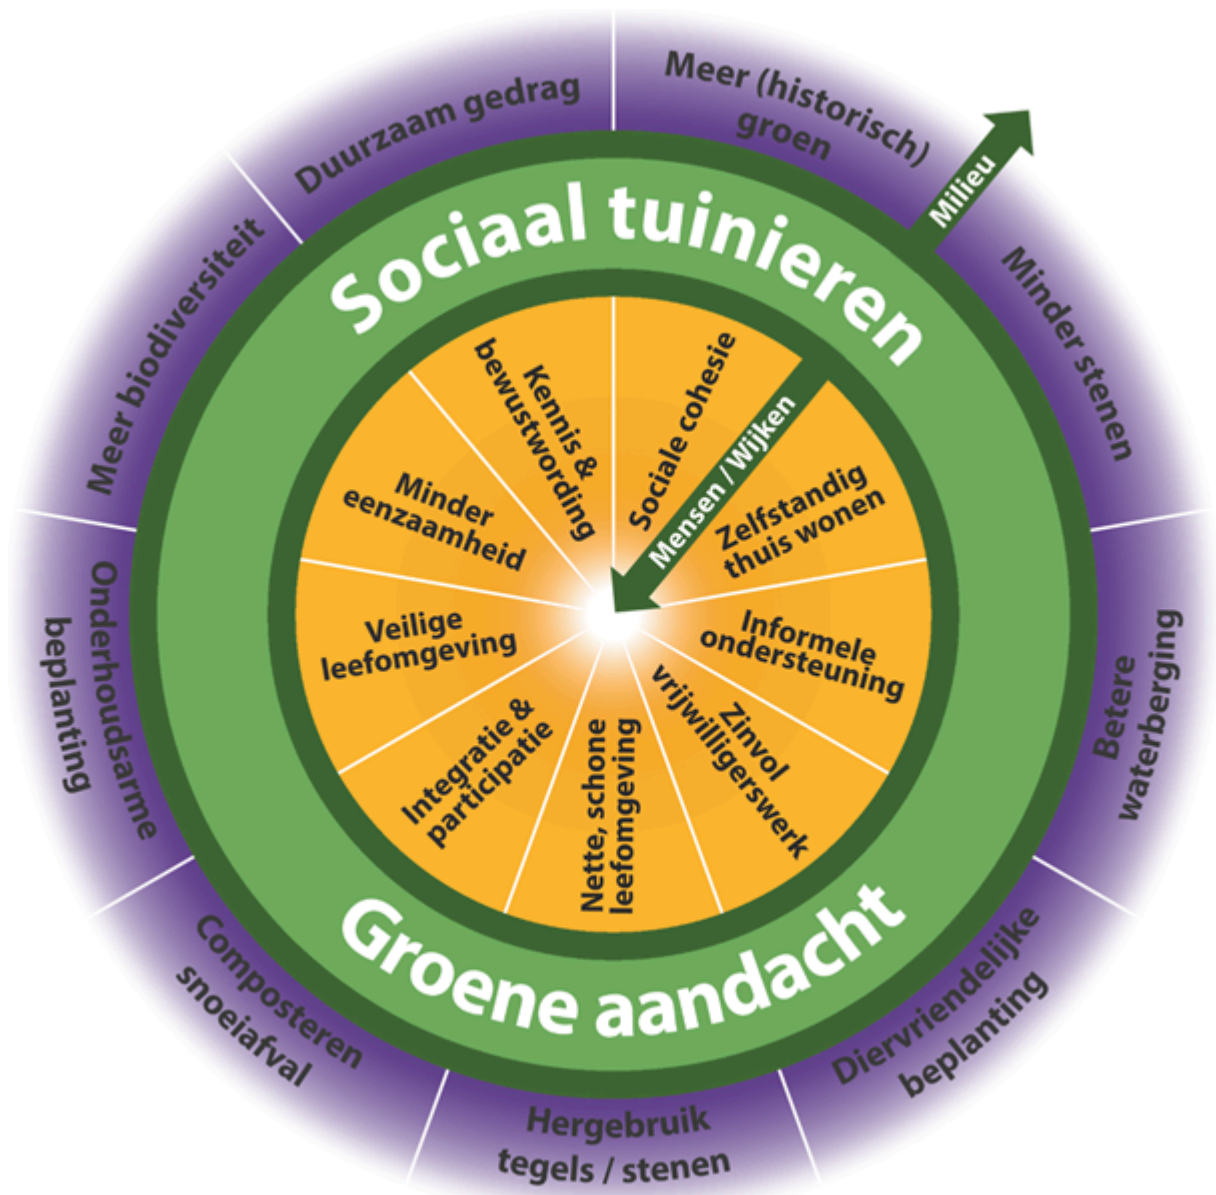 Meer (historisch)
groen
Milieu
Minder stenen
Betere
waterberging
Diervriendelijke
beplanting
Hergebruik
tegels / stenen
Composteren
snoeiafval
Onderhoudsarme
beplanting
Meer biodiversiteit
Duurzaam gedrag
Sociaal tuinieren
Groene aandacht
Sociale cohesie
Mensen / Wijken
Zelfstandig
thuis wonen
Informele
ondersteuning
Zinvol
vrijwilligerswerk
Nette, schone
leefomgeving
Integratie &
participatie
Veilige
leefomgeving
Minder
eenzaamheid
Kennis &
bewustwording